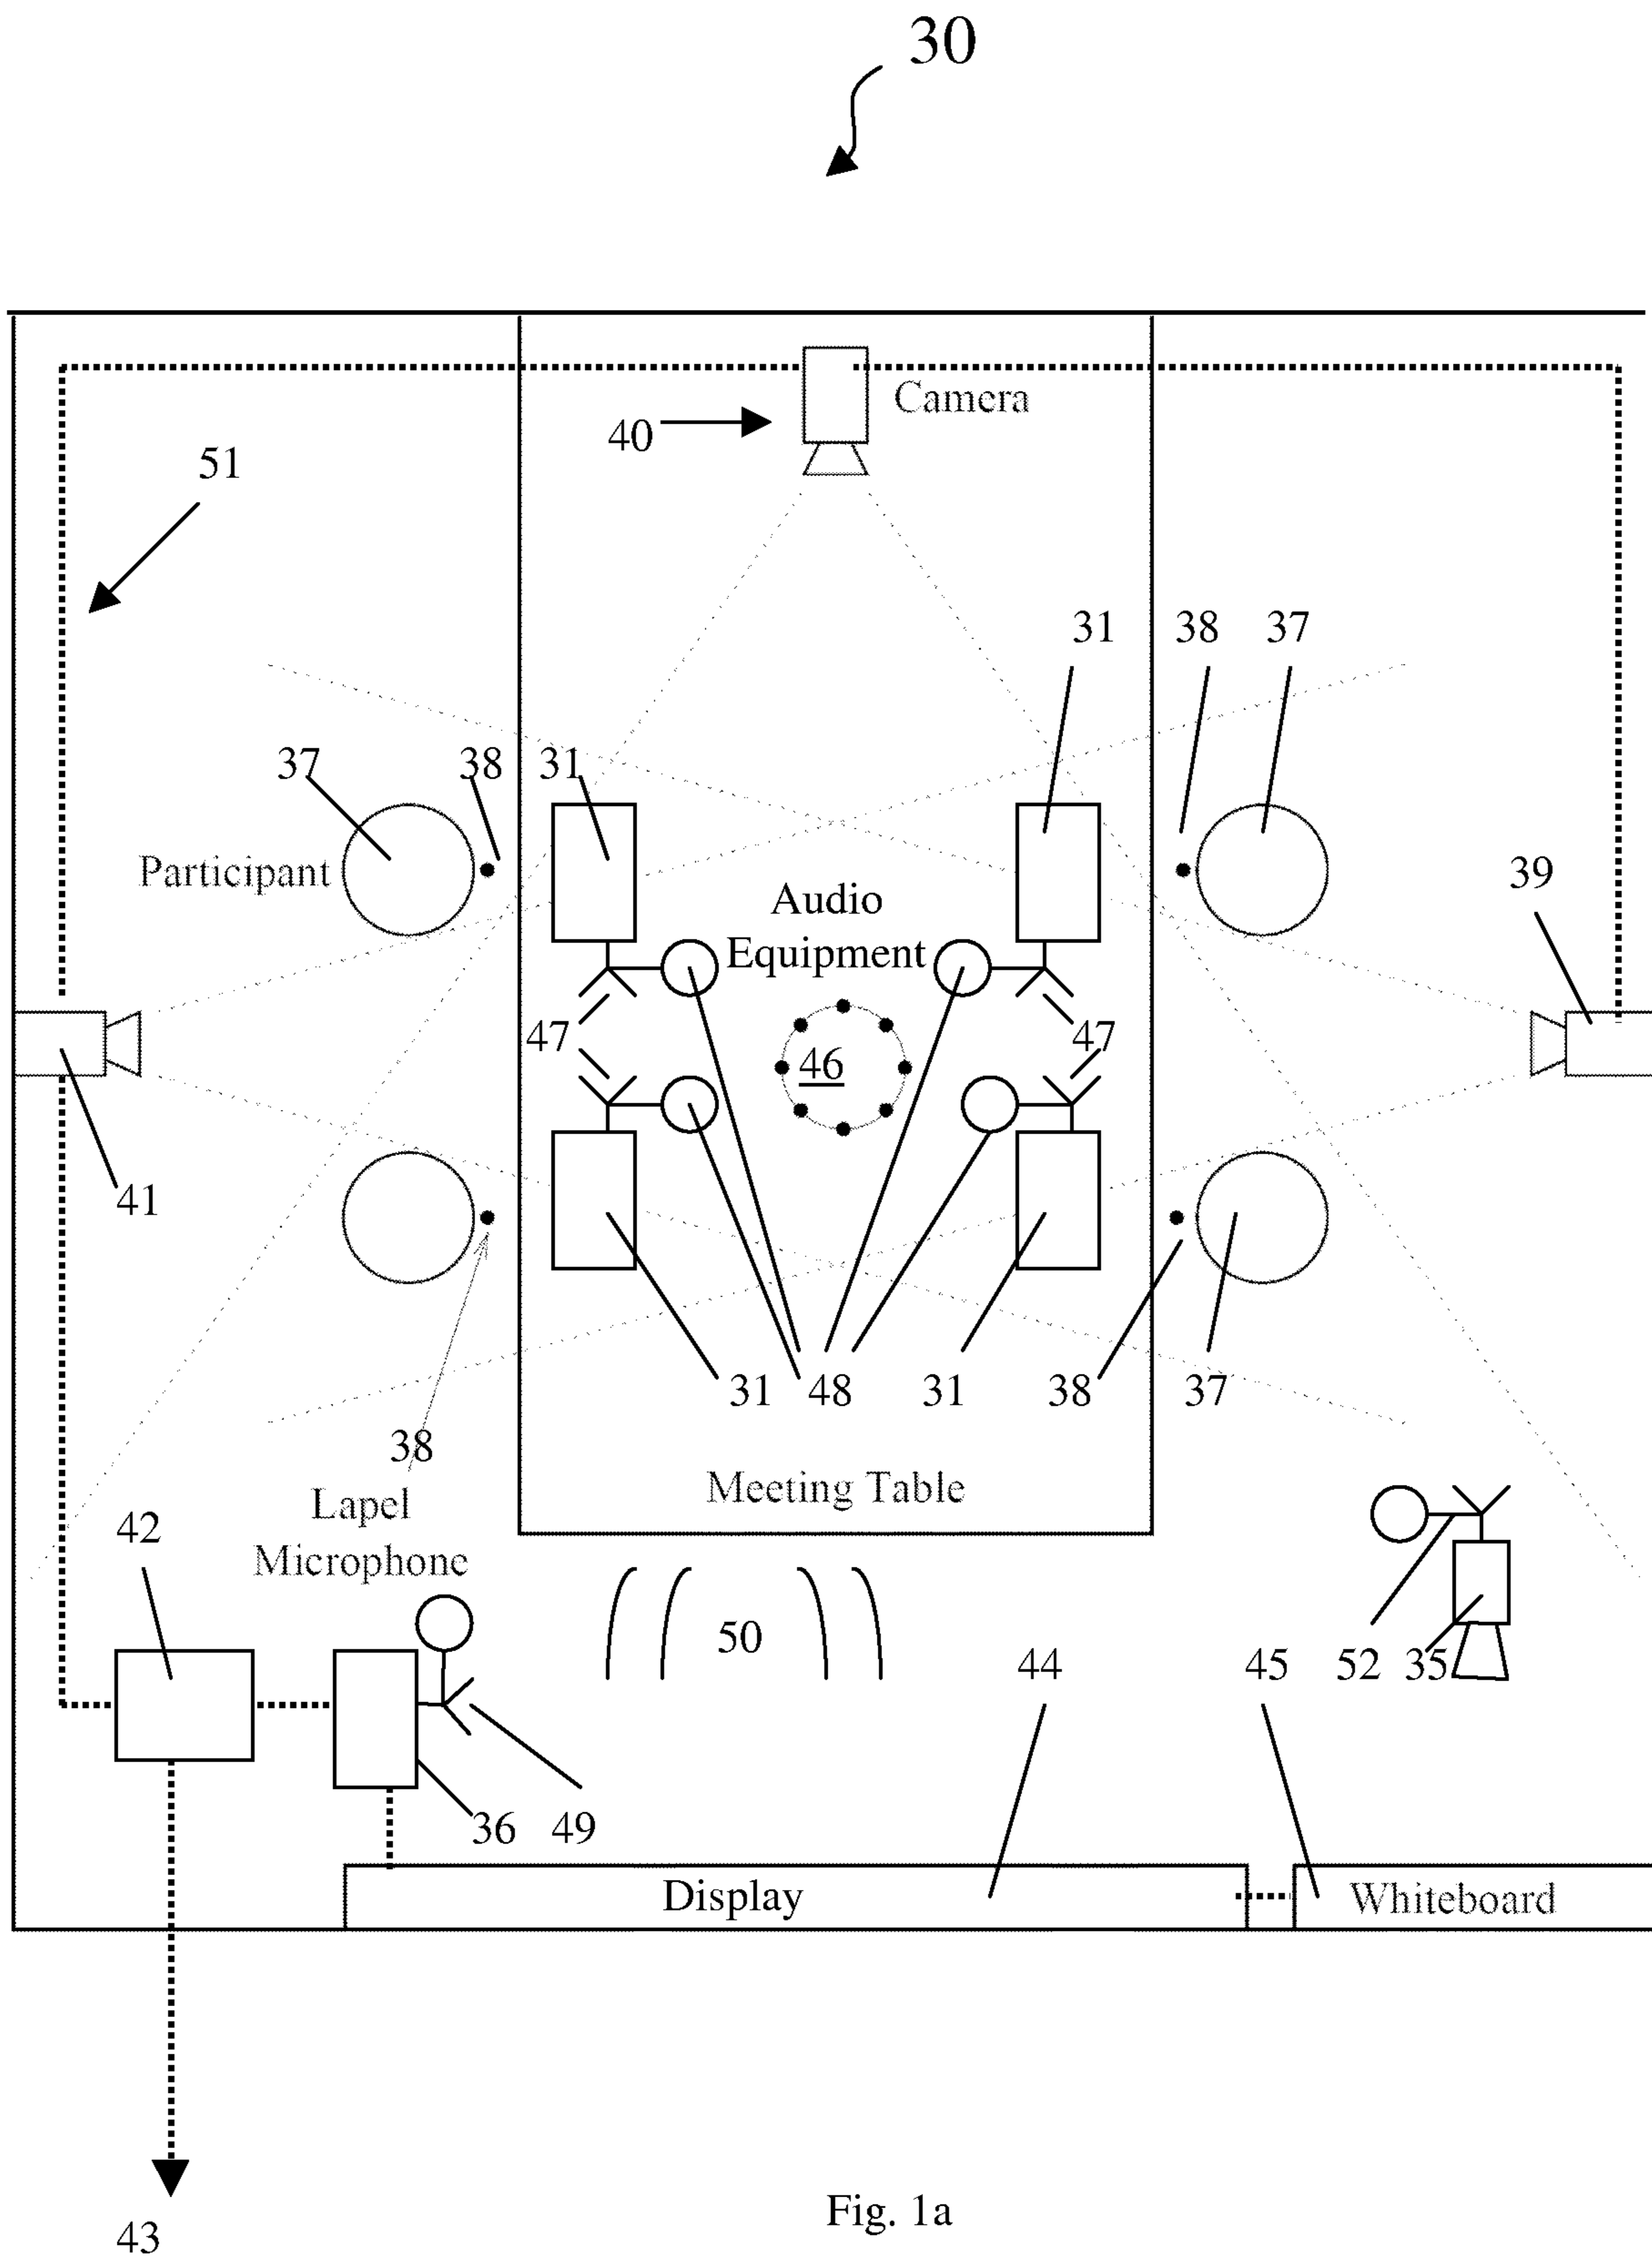 30
Camera
40
51
31 38 37
37 38 31
Participant
39
Audio
Equipment
47 47
46
41
31 48 31 38 37
38
Meeting Table
Lapel
Microphone
42
50
44 45 52 35
36 49
Display
Whiteboard
43
Fig. 1a